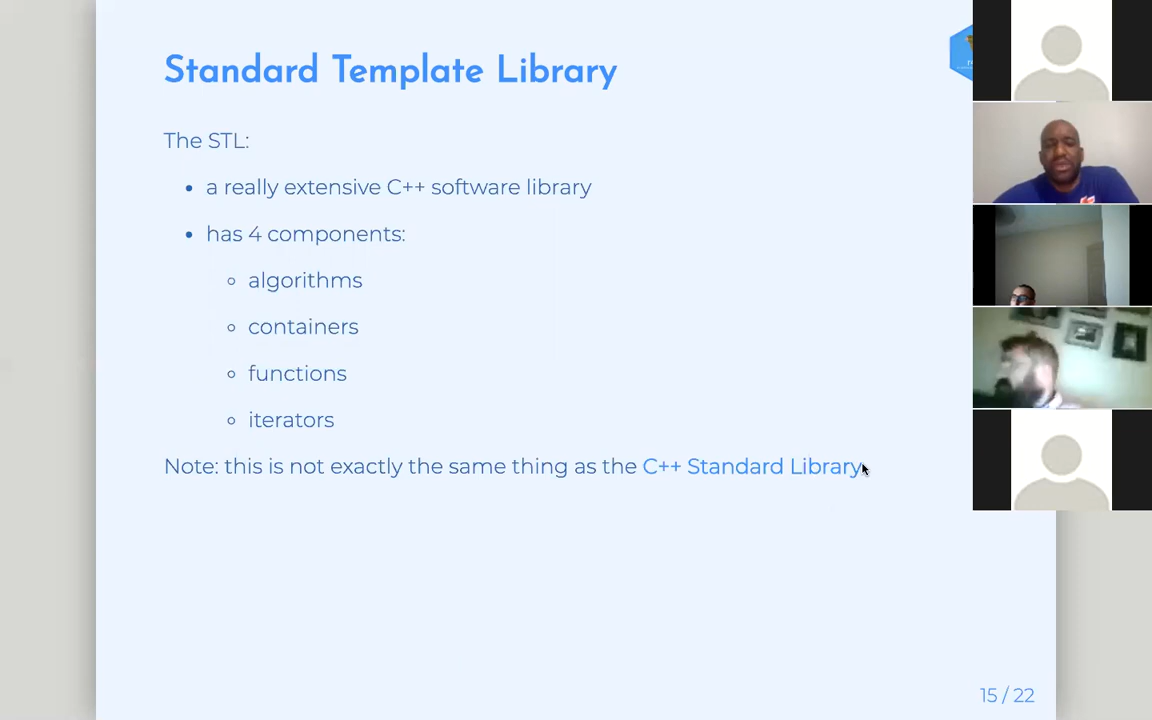 Standard Template Library
The STL:
a really extensive C++ software library
has 4 components:
algorithms
containers
functions
iterators
Note: this is not exactly the same thing as the C++ Standard Library
15 / 22